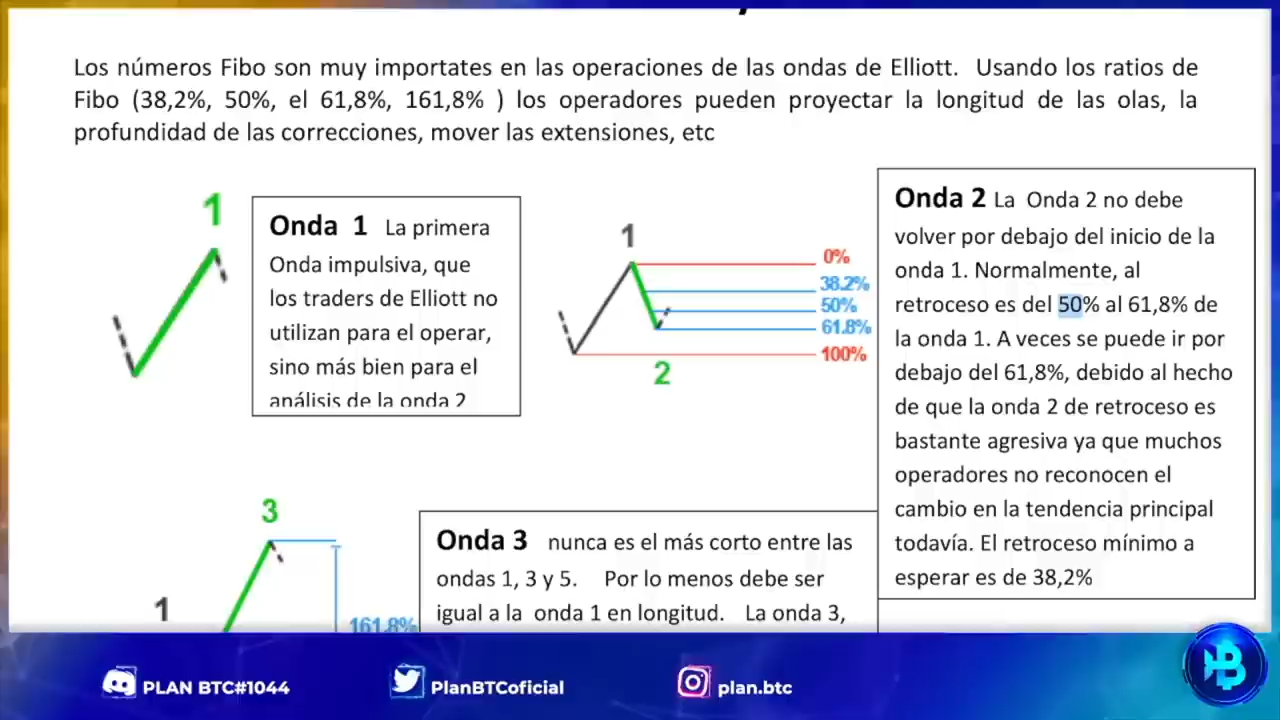 Los números Fibo son muy importates en las operaciones de las ondas de Elliott. Usando los ratios de
Fibo (38,2%, 50%, el 61,8%, 161,8% ) los operadores pueden proyectar la longitud de las olas, la
profundidad de las correcciones, mover las extensiones, etc
1
Onda 1 La primera
Onda impulsiva, que
los traders de Elliott no
utilizan para el operar,
sino más bien para el
análisis de la onda 2
1
0%
38.2%
50%
61.8%
100%
2
Onda 2 La Onda 2 no debe
volver por debajo del inicio de la
onda 1. Normalmente, al
retroceso es del 50% al 61,8% de
la onda 1. A veces se puede ir por
debajo del 61,8%, debido al hecho
de que la onda 2 de retroceso es
bastante agresiva ya que muchos
operadores no reconocen el
cambio en la tendencia principal
todavía. El retroceso mínimo a
esperar es de 38,2%
3
1
161.8%
Onda 3 nunca es el más corto entre las
ondas 1, 3 y 5. Por lo menos debe ser
igual a la onda 1 en longitud. La onda 3,
PLAN BTC#1044
PlanBTCoficial
plan.btc